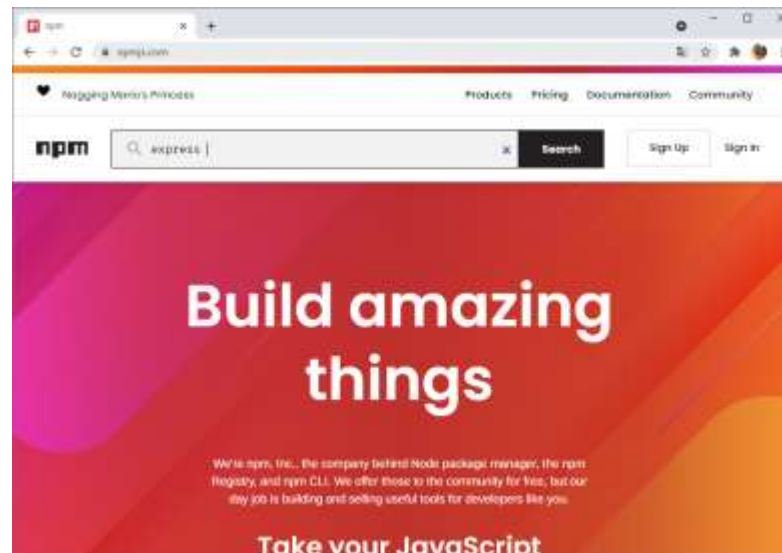 npm
npmjs.com
Nagging Mario's Princess
Products Pricing Documentation Community
npm
express
Search
Sign Up
Sign In
Build amazing
things
We're npm, Inc., the company behind Node package manager, the npm
Registry, and npm CLI. We offer those to the community for free, but our
day job is building and selling useful tools for developers like you.
Take your JavaScript